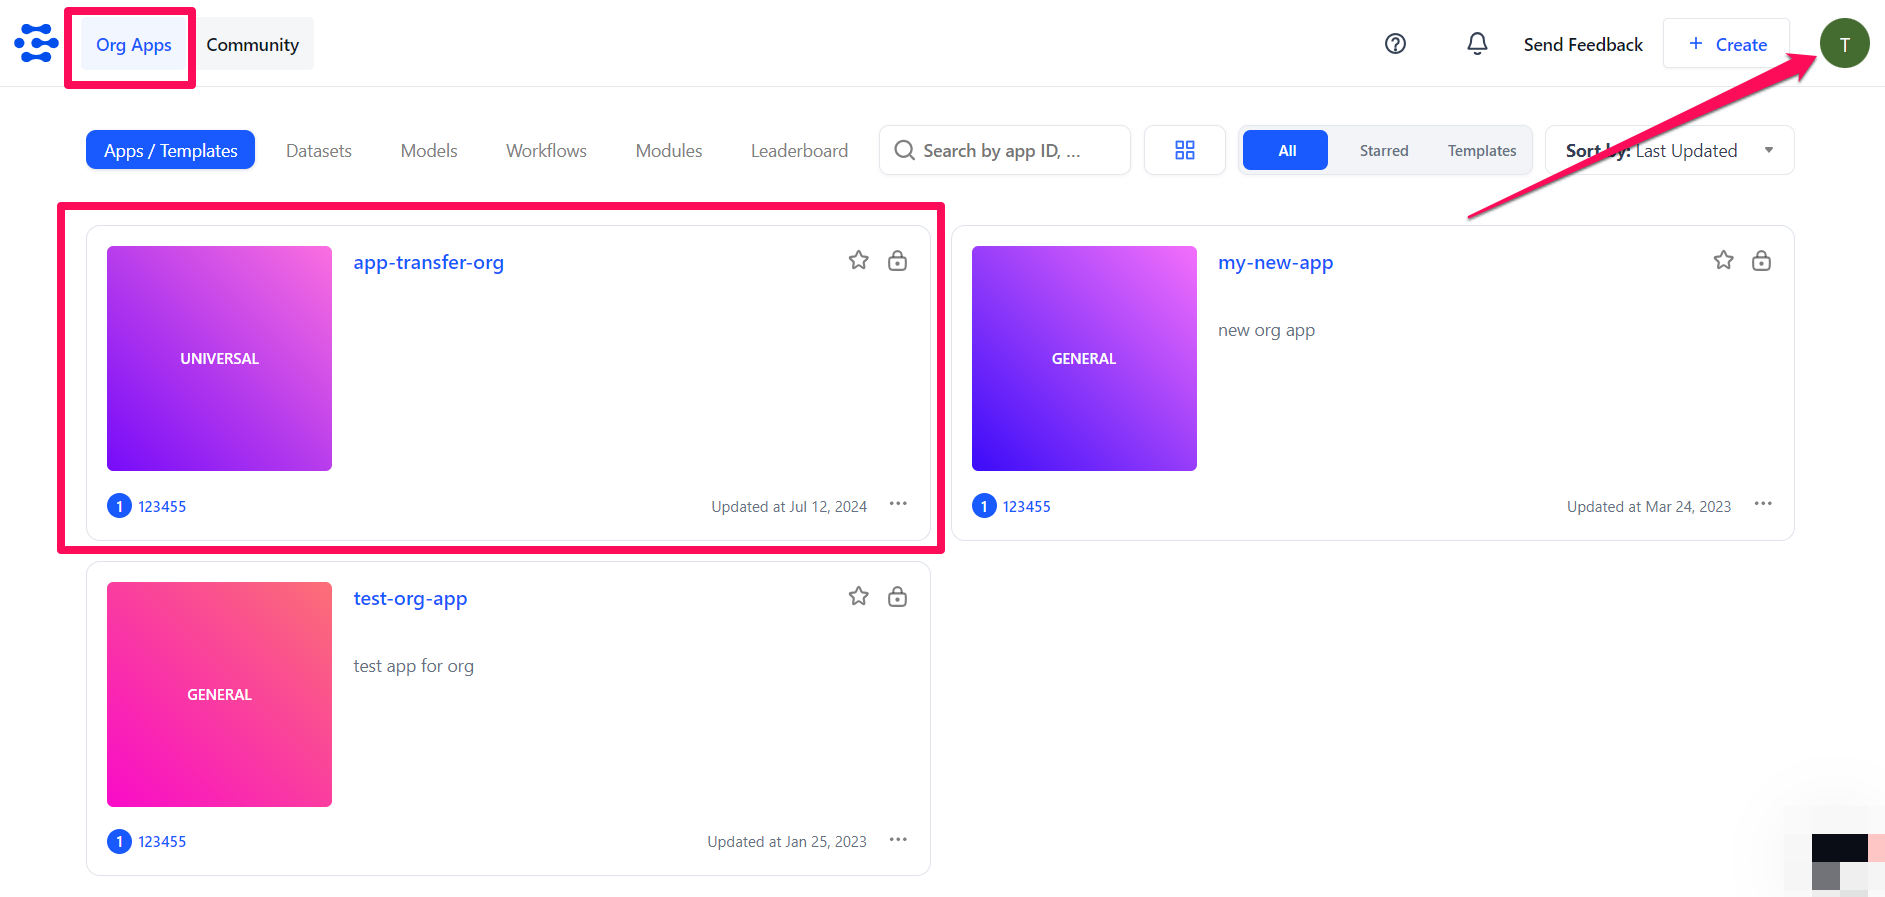 Org Apps
Community
Send Feedback
+ Create
T
Apps / Templates
Datasets
Models
Workflows
Modules
Leaderboard
Search by app ID, ...
All
Starred
Templates
Sort by: Last Updated
UNIVERSAL
app-transfer-org
1 123455
Updated at Jul 12, 2024
GENERAL
my-new-app
new org app
1 123455
Updated at Mar 24, 2023
GENERAL
test-org-app
test app for org
1 123455
Updated at Jan 25, 2023